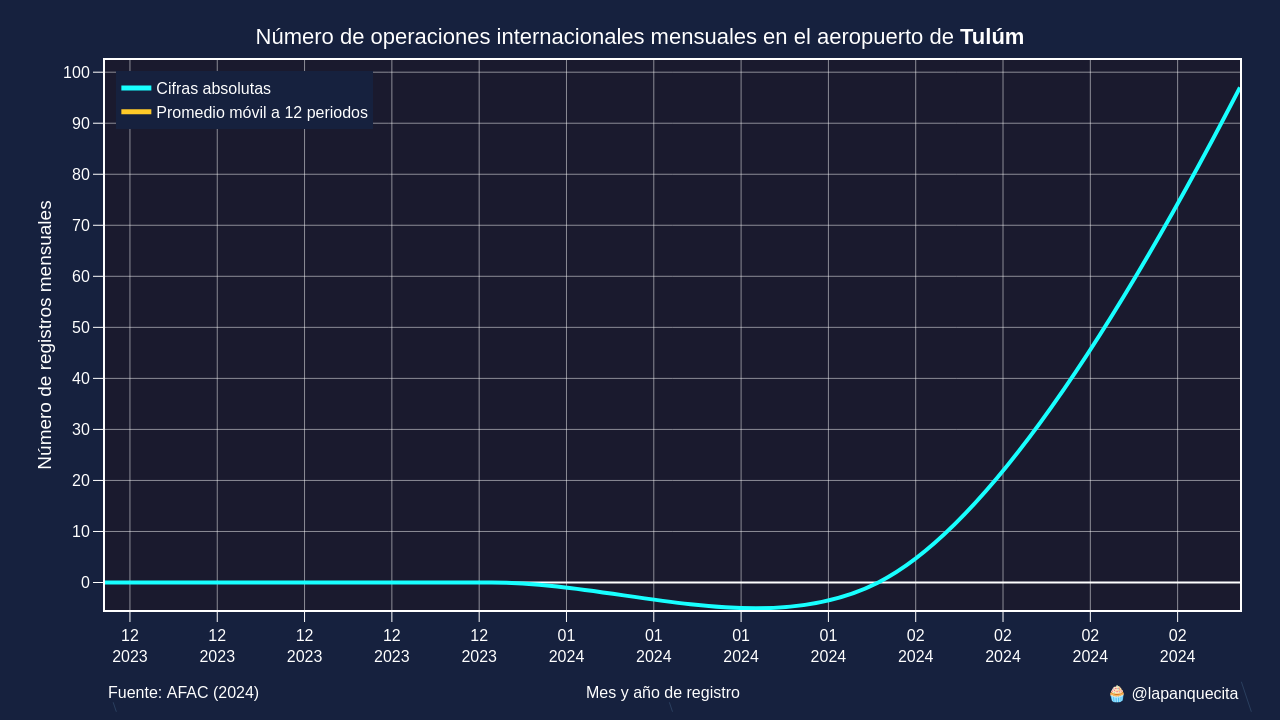 Número de operaciones internacionales mensuales en el aeropuerto de Tulúm
Cifras absolutas
Promedio móvil a 12 periodos
Número de registros mensuales
100
90
80
70
60
50
40
30
20
10
0
12 12 12 12 12 01 01 01 01 02 02 02 02
2023 2023 2023 2023 2023 2024 2024 2024 2024 2024 2024 2024 2024
Fuente: AFAC (2024) Mes y año de registro 🧁 @lapanquecita